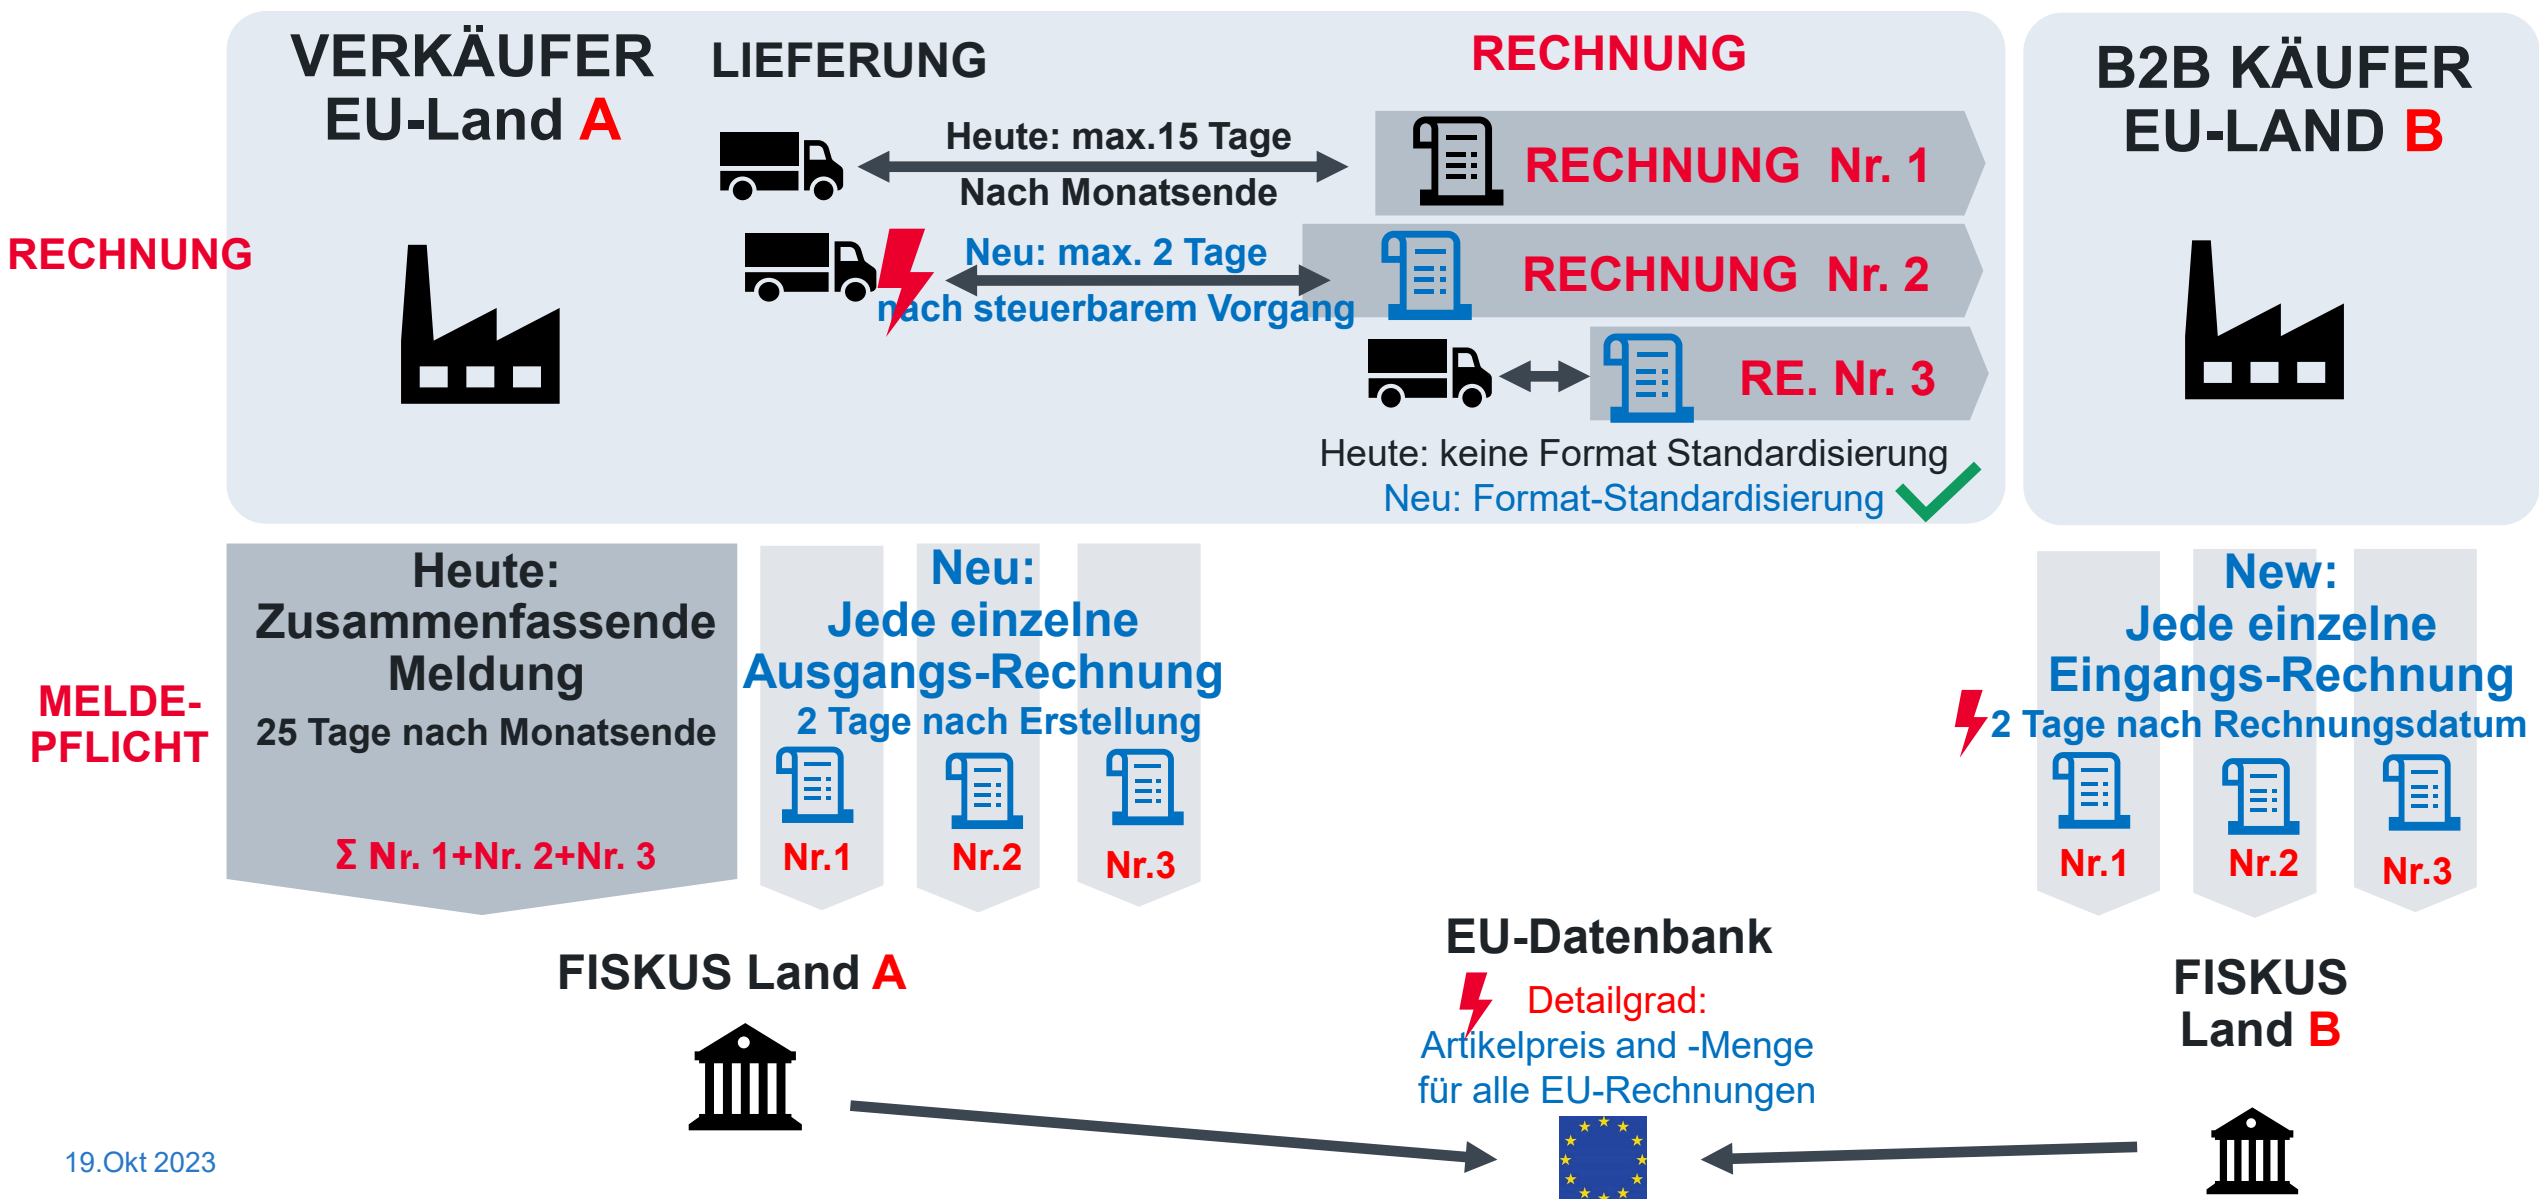 VERKÄUFER
EU-Land A
LIEFERUNG
RECHNUNG
B2B KÄUFER
EU-LAND B
Heute: max.15 Tage
Nach Monatsende
RECHNUNG Nr. 1
RECHNUNG
Neu: max. 2 Tage
nach steuerbarem Vorgang
RECHNUNG Nr. 2
RE. Nr. 3
Heute: keine Format Standardisierung
Neu: Format-Standardisierung
MELDE-
PFLICHT
Heute:
Zusammenfassende
Meldung
25 Tage nach Monatsende
Σ Nr. 1+Nr. 2+Nr. 3
Neu:
Jede einzelne
Ausgangs-Rechnung
2 Tage nach Erstellung
Nr.1
Nr.2
Nr.3
New:
Jede einzelne
Eingangs-Rechnung
2 Tage nach Rechnungsdatum
Nr.1
Nr.2
Nr.3
FISKUS Land A
EU-Datenbank
Detailgrad:
Artikelpreis and -Menge
für alle EU-Rechnungen
FISKUS
Land B
19.Okt 2023